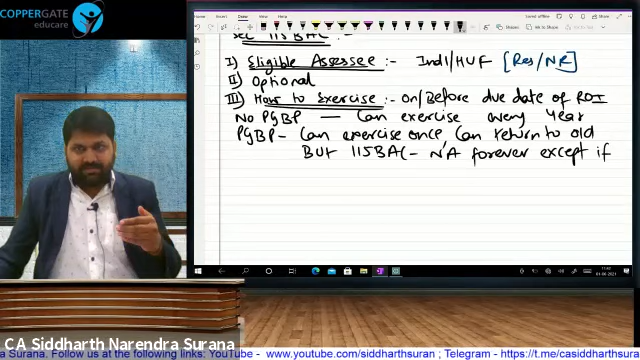 COPPERGATE
educare
Sec 115BAC :-
I) Eligible Assessee :- Indl/HUF [Res/NR]
II) Optional
III) How to exercise :- On/Before due date of ROI
No PGBP - Can exercise every year
PGBP - Can exercise once Can return to old
But 115BAC - N'A forever except if
CA Siddharth Narendra Surana
a Surana. Follow at the following links: YouTube - www.youtube.com/siddharthsuran ; Telegram - https://t.me/casiddharthsura